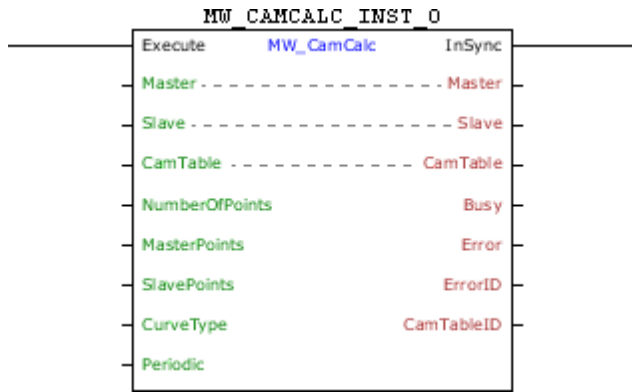 MW_CAMCALC_INST_0
Execute MW_CamCalc InSync
Master Master
Slave Slave
CamTable CamTable
NumberOfPoints Busy
MasterPoints Error
SlavePoints ErrorID
CurveType CamTableID
Periodic